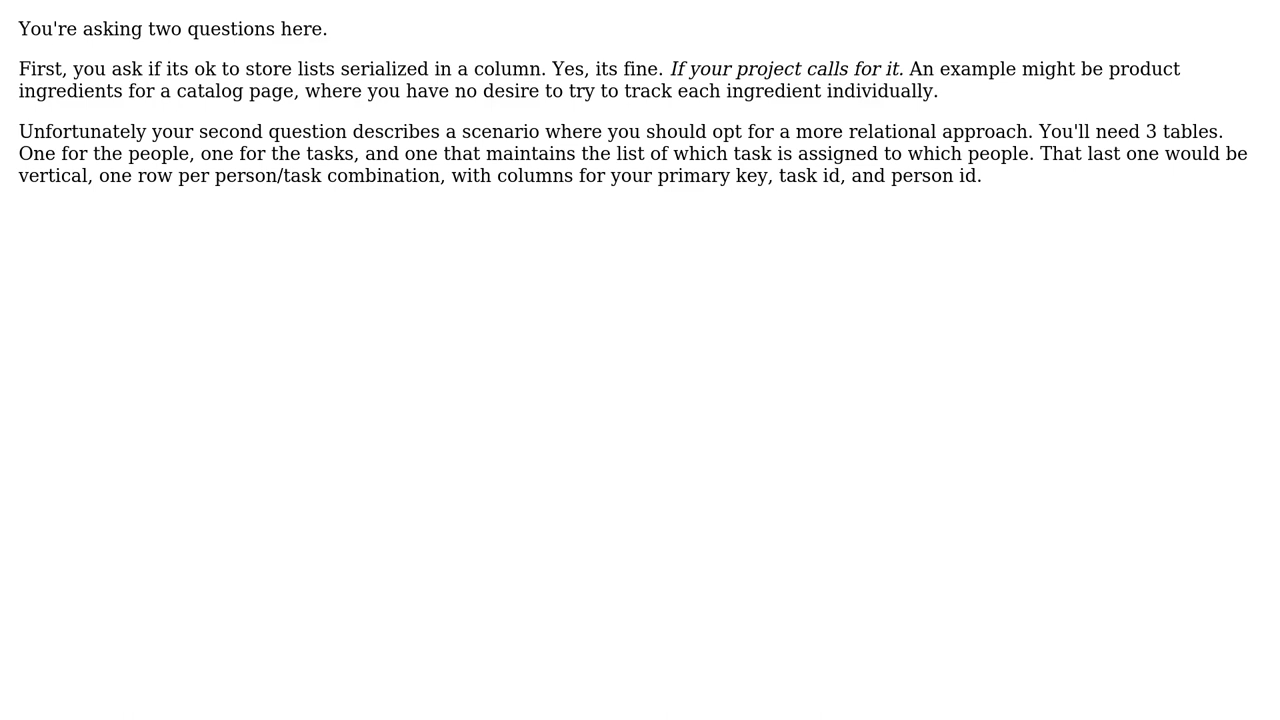 You're asking two questions here.
First, you ask if its ok to store lists serialized in a column. Yes, its fine. If your project calls for it. An example might be product
ingredients for a catalog page, where you have no desire to try to track each ingredient individually.
Unfortunately your second question describes a scenario where you should opt for a more relational approach. You'll need 3 tables.
One for the people, one for the tasks, and one that maintains the list of which task is assigned to which people. That last one would be
vertical, one row per person/task combination, with columns for your primary key, task id, and person id.